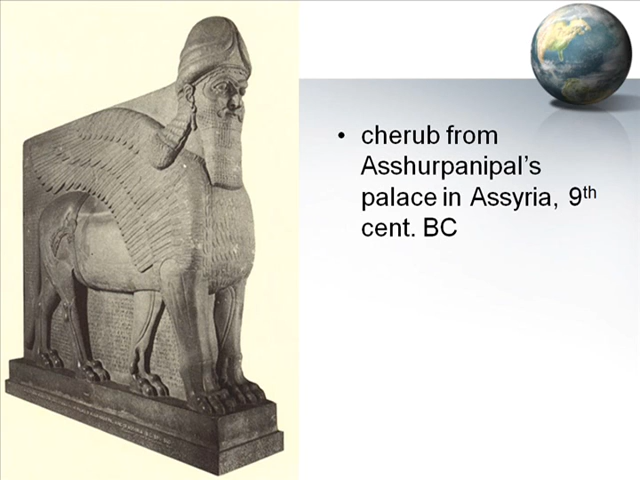 • cherub from
Asshurpanipal’s
palace in Assyria, 9th
cent. BC